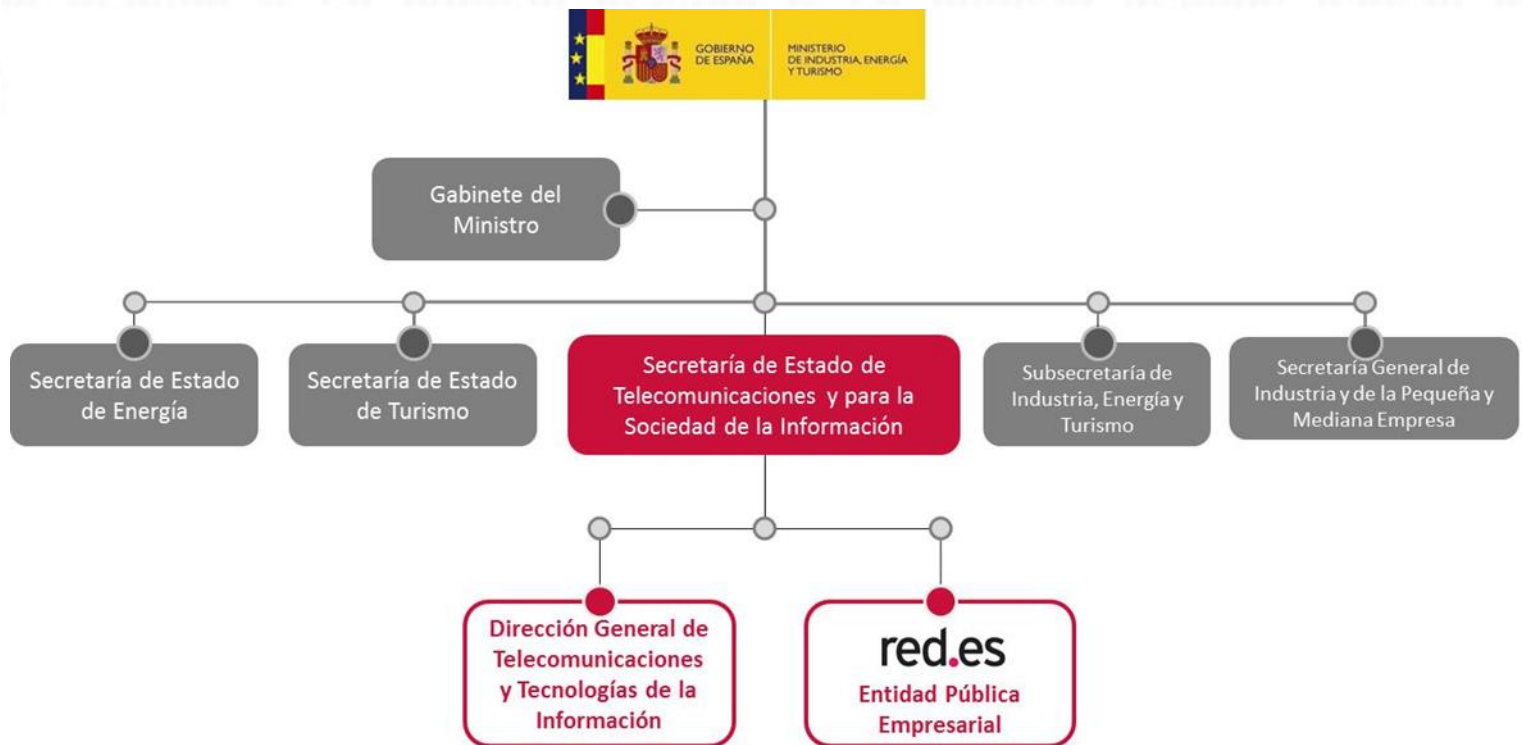 GOBIERNO
DE ESPAÑA
MINISTERIO
DE INDUSTRIA, ENERGÍA
Y TURISMO
Gabinete del
Ministro
Secretaría de Estado
de Energía
Secretaría de Estado
de Turismo
Secretaría de Estado de
Telecomunicaciones y para la
Sociedad de la Información
Subsecretaría de
Industria, Energía y
Turismo
Secretaría General de
Industria y de la Pequeña y
Mediana Empresa
Dirección General de
Telecomunicaciones
y Tecnologías de la
Información
red.es
Entidad Pública
Empresarial